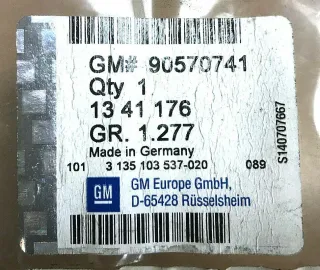 GM# 90570741
Qty 1
13 41 176
GR. 1.277
Made in Germany
101 3 135 103 537-020 089
GM GM Europe GmbH,
D-65428 Rüsselsheim
S140707667